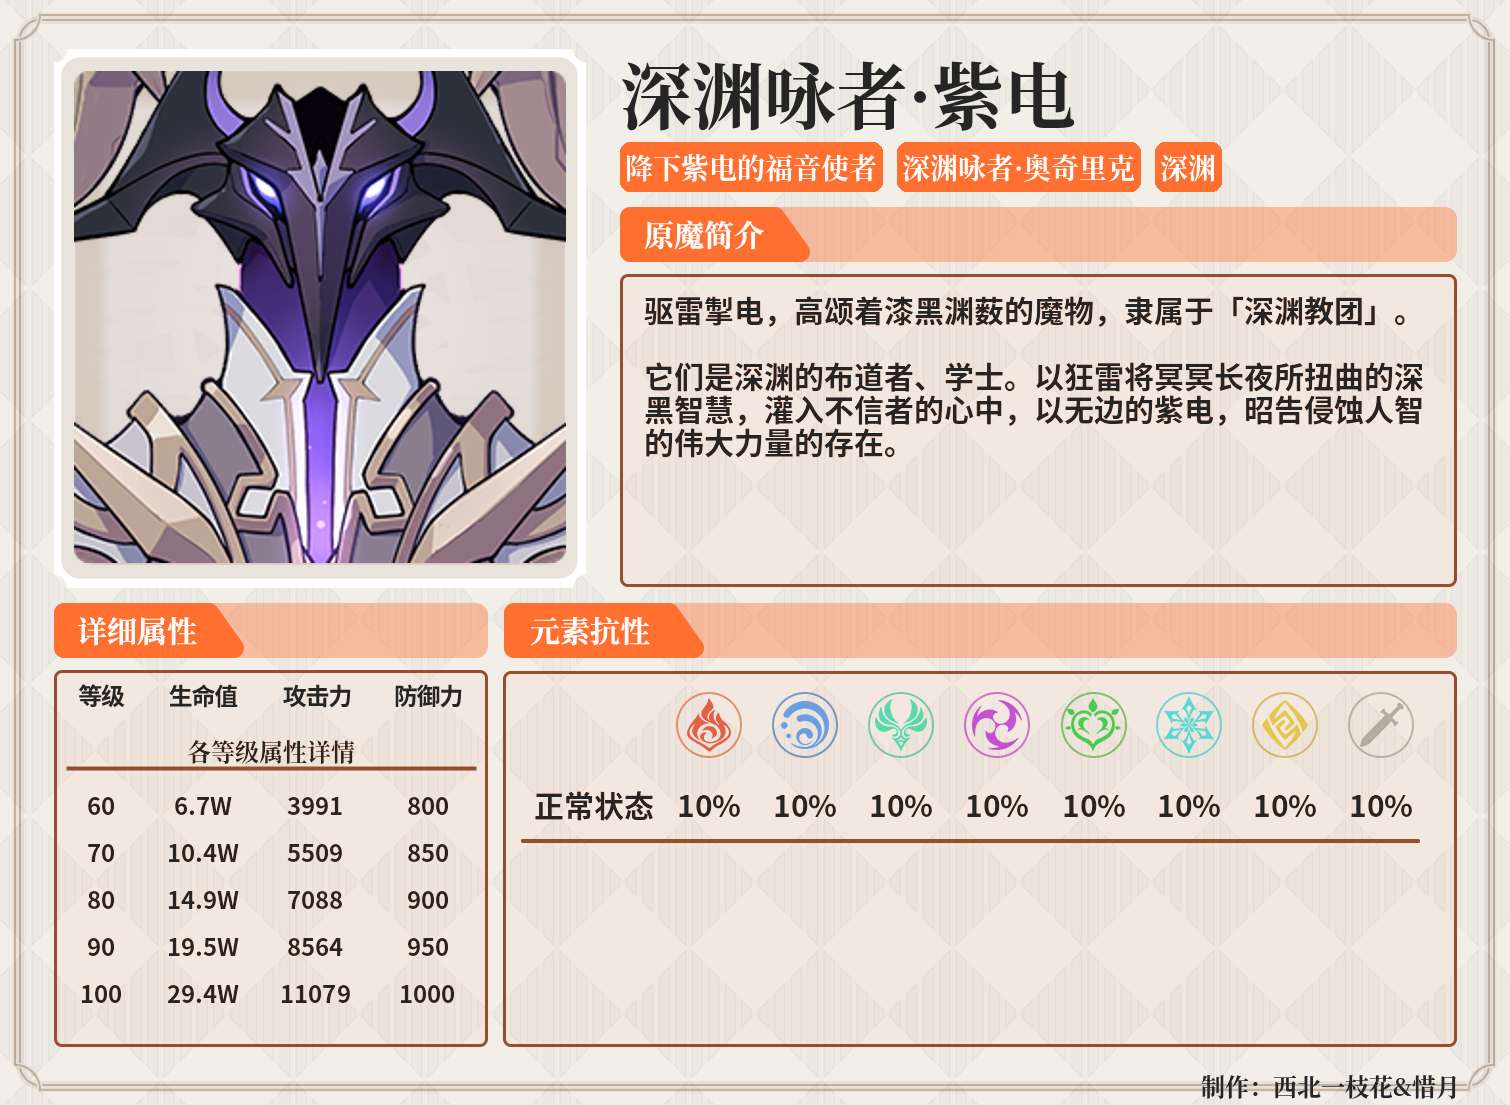 深渊咏者·紫电
降下紫电的福音使者 深渊咏者·奥奇里克 深渊
原魔简介
驱雷掣电，高颂着漆黑渊薮的魔物，隶属于「深渊教团」。
它们是深渊的布道者、学士。以狂雷将冥冥长夜所扭曲的深
黑智慧，灌入不信者的心中，以无边的紫电，昭告侵蚀人智
的伟大力量的存在。
详细属性
等级 生命值 攻击力 防御力
各等级属性详情
60 6.7W 3991 800
70 10.4W 5509 850
80 14.9W 7088 900
90 19.5W 8564 950
100 29.4W 11079 1000
元素抗性
正常状态 10% 10% 10% 10% 10% 10% 10% 10%
制作：西北一枝花&惜月